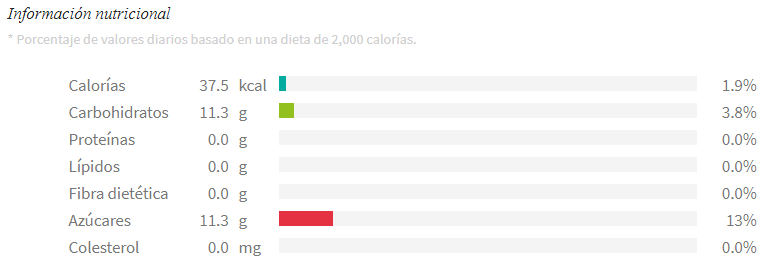 Información nutricional
* Porcentaje de valores diarios basado en una dieta de 2,000 calorías.
Calorías 37.5 kcal 1.9%
Carbohidratos 11.3 g 3.8%
Proteínas 0.0 g 0.0%
Lípidos 0.0 g 0.0%
Fibra dietética 0.0 g 0.0%
Azúcares 11.3 g 13%
Colesterol 0.0 mg 0.0%